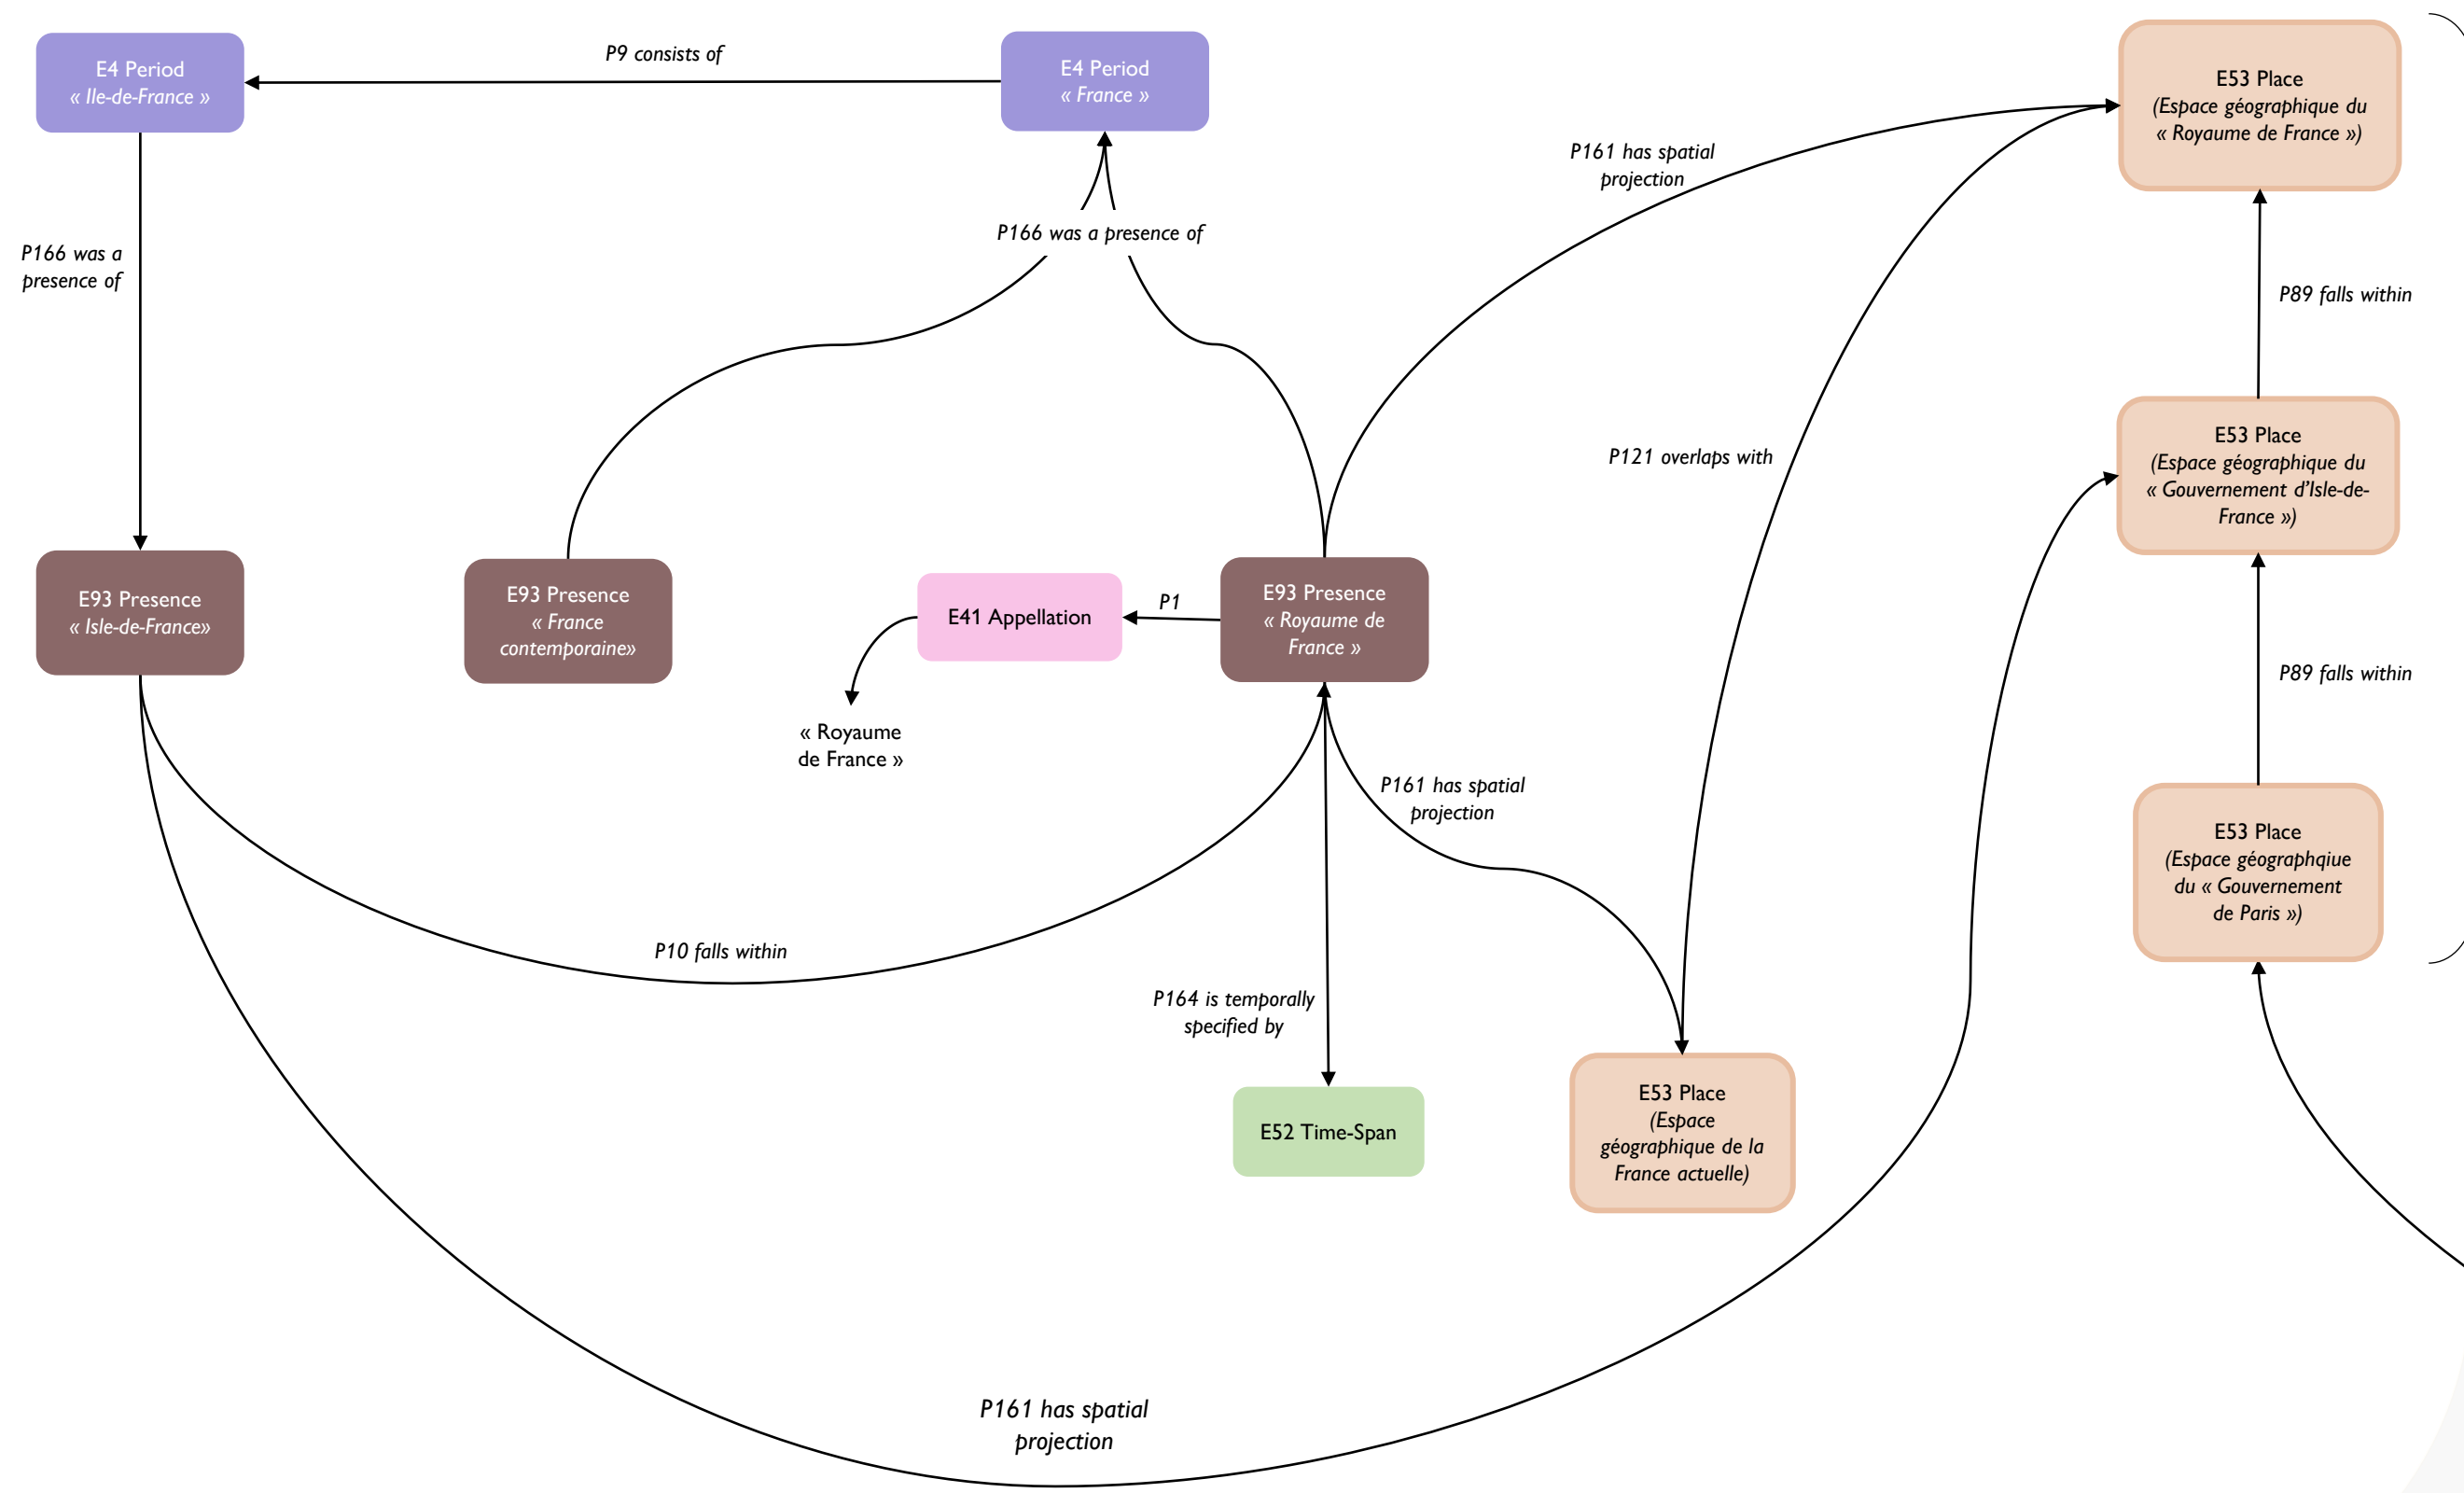 E4 Period
« Ile-de-France »
P9 consists of
E4 Period
« France »
E53 Place
(Espace géographique du
« Royaume de France »)
P161 has spatial
projection
P166 was a
presence of
P166 was a presence of
P89 falls within
P121 overlaps with
E53 Place
(Espace géographique du
« Gouvernement d’Isle-de-
France »)
E93 Presence
« Isle-de-France»
E93 Presence
« France
contemporaine»
E41 Appellation
P1
E93 Presence
« Royaume de
France »
« Royaume
de France »
P89 falls within
P161 has spatial
projection
E53 Place
(Espace géographqiue
du « Gouvernement
de Paris »)
P10 falls within
P164 is temporally
specified by
E52 Time-Span
E53 Place
(Espace
géographique de la
France actuelle)
P161 has spatial
projection